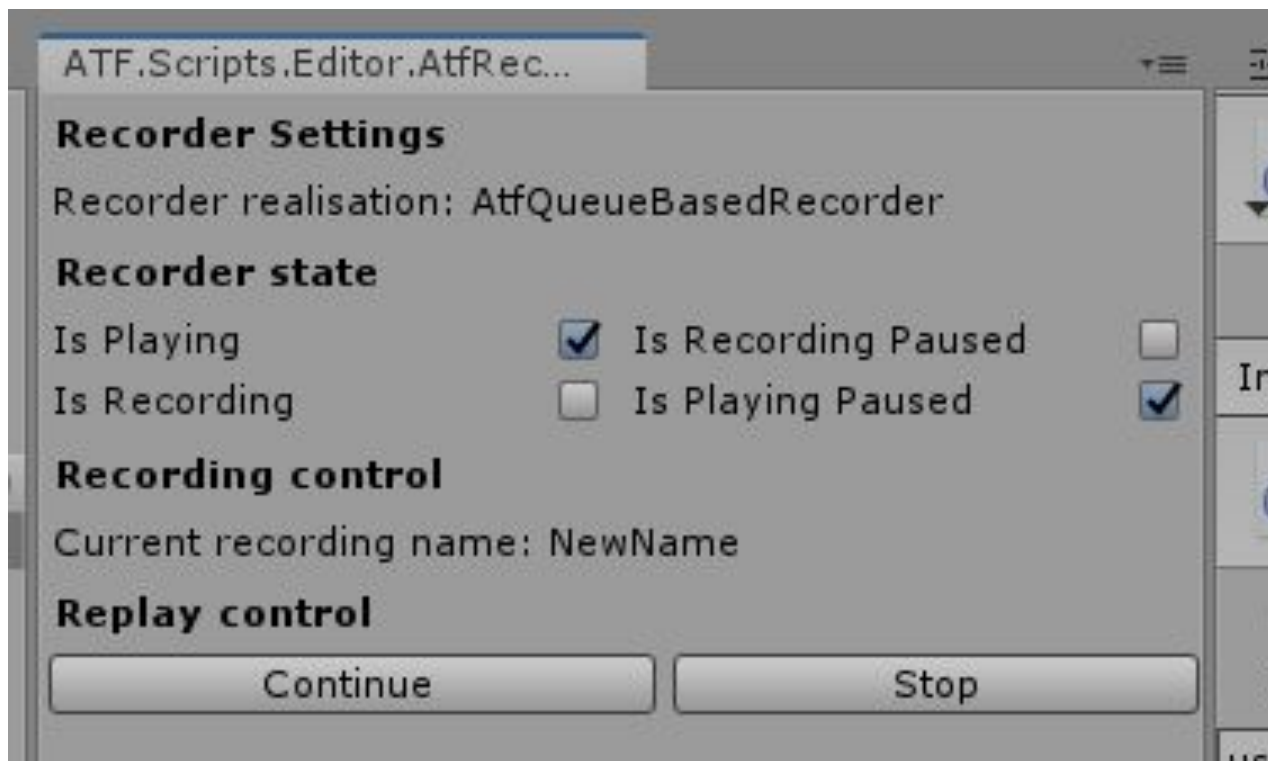 ATF.Scripts.Editor.AtfRec...
Recorder Settings
Recorder realisation: AtfQueueBasedRecorder
Recorder state
Is Playing Is Recording Paused
Is Recording Is Playing Paused
Recording control
Current recording name: NewName
Replay control
Continue Stop